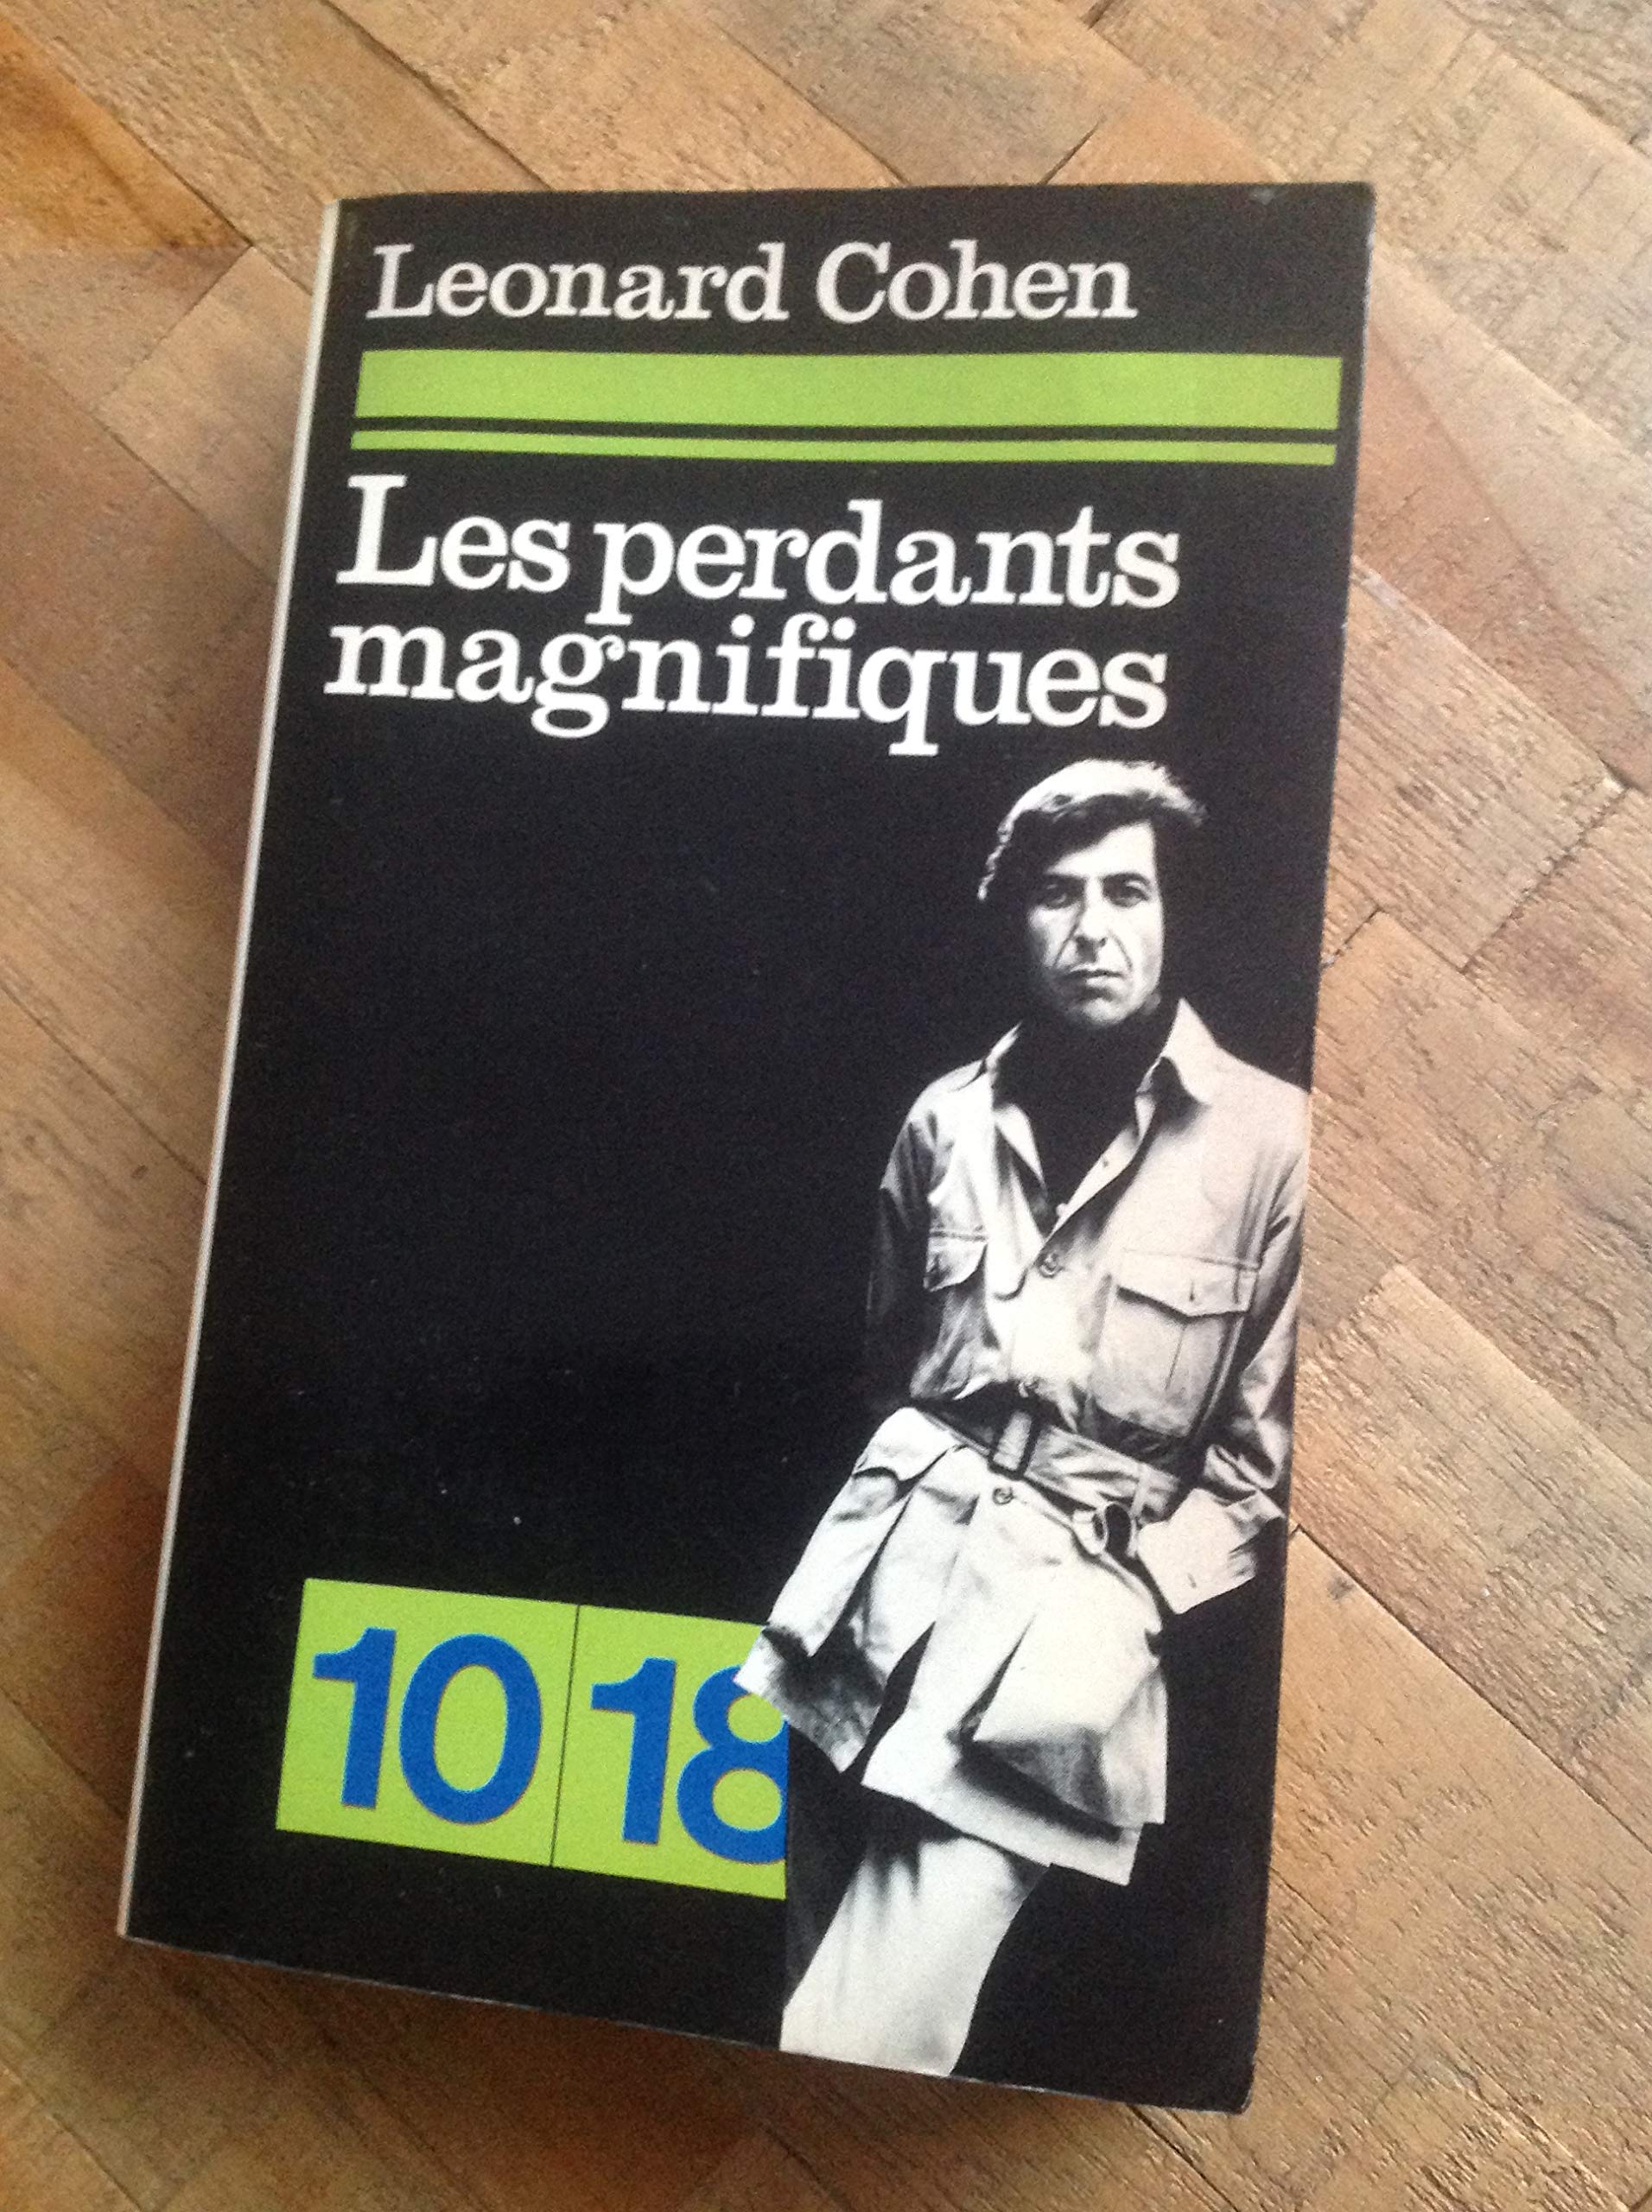 Leonard Cohen
Les perdants
magnifiques
10 18